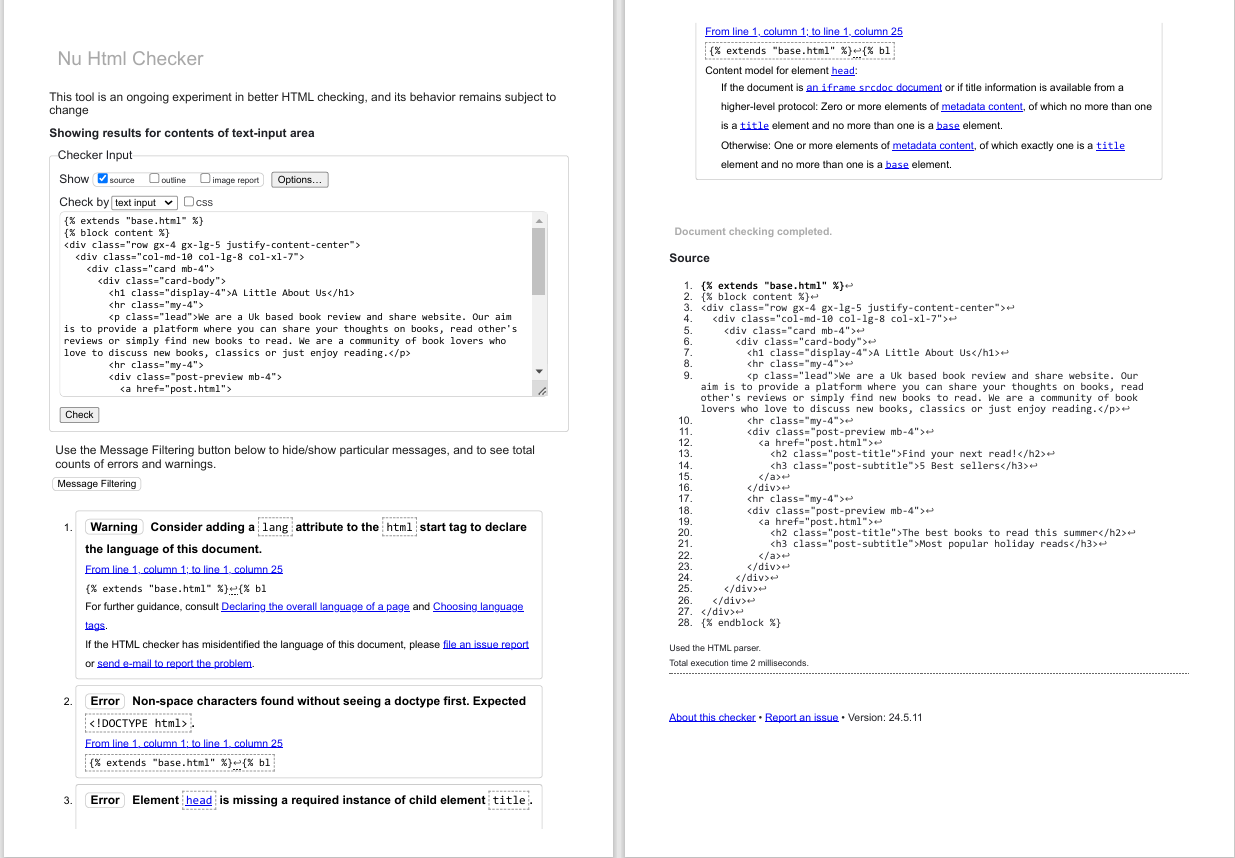 Nu Html Checker
This tool is an ongoing experiment in better HTML checking, and its behavior remains subject to
change
Showing results for contents of text-input area
Checker Input
Show source outline image report Options...
Check by text input css
{% extends "base.html" %}
{% block content %}
<div class="row gx-4 gx-lg-5 justify-content-center">
  <div class="col-md-10 col-lg-8 col-xl-7">
    <div class="card mb-4">
      <div class="card-body">
        <h1 class="display-4">A Little About Us</h1>
        <hr class="my-4">
        <p class="lead">We are a Uk based book review and share website. Our aim
is to provide a platform where you can share your thoughts on books, read other's
reviews or simply find new books to read. We are a community of book lovers who
love to discuss new books, classics or just enjoy reading.</p>
        <hr class="my-4">
        <div class="post-preview mb-4">
          <a href="post.html">
Check
Use the Message Filtering button below to hide/show particular messages, and to see total
counts of errors and warnings.
Message Filtering
1. Warning Consider adding a lang attribute to the html start tag to declare
the language of this document.
From line 1, column 1; to line 1, column 25
{% extends "base.html" %}↩{% bl
For further guidance, consult Declaring the overall language of a page and Choosing language
tags.
If the HTML checker has misidentified the language of this document, please file an issue report
or send e-mail to report the problem.
2. Error Non-space characters found without seeing a doctype first. Expected
<!DOCTYPE html>.
From line 1, column 1; to line 1, column 25
{% extends "base.html" %}↩{% bl
3. Error Element head is missing a required instance of child element title.
From line 1, column 1; to line 1, column 25
{% extends "base.html" %}↩{% bl
Content model for element head:
If the document is an iframe srcdoc document or if title information is available from a
higher-level protocol: Zero or more elements of metadata content, of which no more than one
is a title element and no more than one is a base element.
Otherwise: One or more elements of metadata content, of which exactly one is a title
element and no more than one is a base element.
Document checking completed.
Source
1. {% extends "base.html" %}↩
2. {% block content %}↩
3. <div class="row gx-4 gx-lg-5 justify-content-center">↩
4.   <div class="col-md-10 col-lg-8 col-xl-7">↩
5.     <div class="card mb-4">↩
6.       <div class="card-body">↩
7.         <h1 class="display-4">A Little About Us</h1>↩
8.         <hr class="my-4">↩
9.         <p class="lead">We are a Uk based book review and share website. Our
aim is to provide a platform where you can share your thoughts on books, read
other's reviews or simply find new books to read. We are a community of book
lovers who love to discuss new books, classics or just enjoy reading.</p>↩
10.         <hr class="my-4">↩
11.         <div class="post-preview mb-4">↩
12.           <a href="post.html">↩
13.             <h2 class="post-title">Find your next read!</h2>↩
14.             <h3 class="post-subtitle">5 Best sellers</h3>↩
15.           </a>↩
16.         </div>↩
17.         <hr class="my-4">↩
18.         <div class="post-preview mb-4">↩
19.           <a href="post.html">↩
20.             <h2 class="post-title">The best books to read this summer</h2>↩
21.             <h3 class="post-subtitle">Most popular holiday reads</h3>↩
22.           </a>↩
23.         </div>↩
24.       </div>↩
25.     </div>↩
26.   </div>↩
27. </div>↩
28. {% endblock %}
Used the HTML parser.
Total execution time 2 milliseconds.
About this checker • Report an issue • Version: 24.5.11